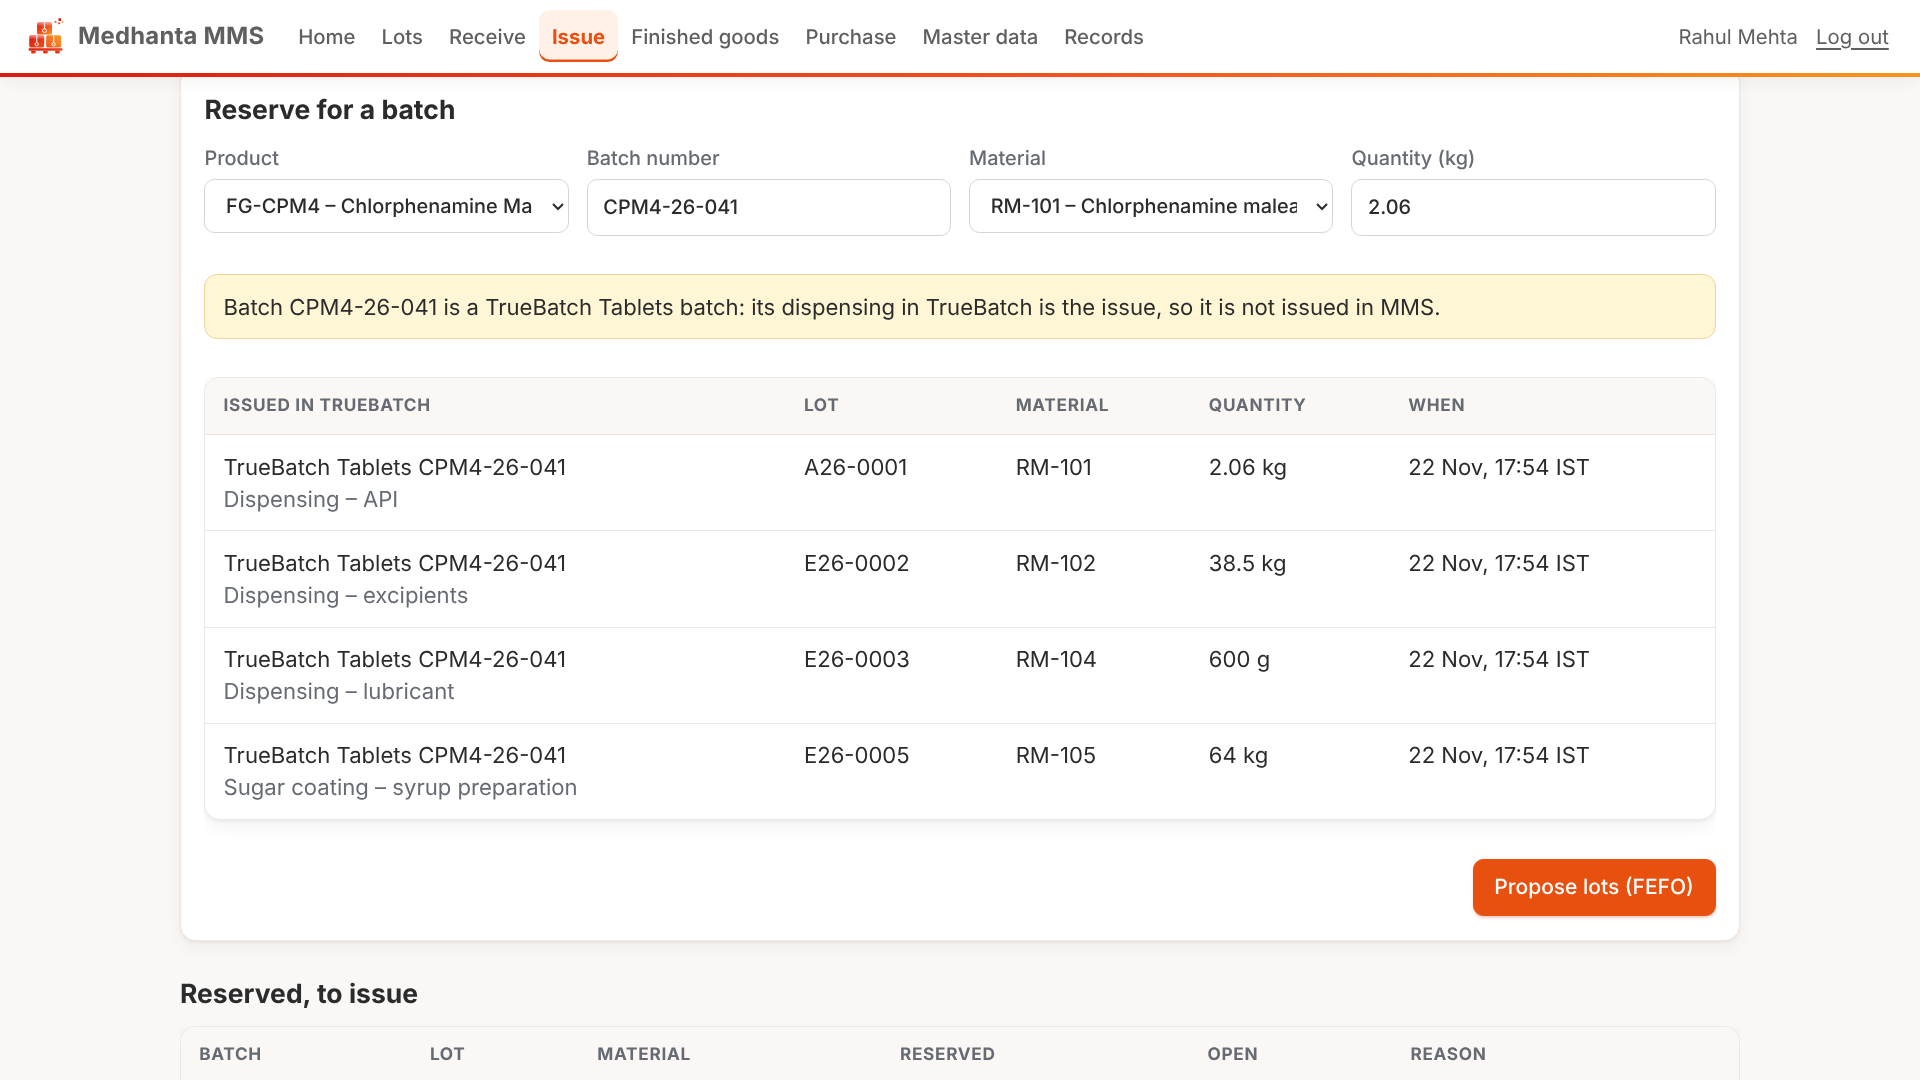 Medhanta MMS Home Lots Receive Issue Finished goods Purchase Master data Records Rahul Mehta Log out
Reserve for a batch
Product Batch number Material Quantity (kg)
FG-CPM4 – Chlorphenamine Ma CPM4-26-041 RM-101 – Chlorphenamine malea 2.06
Batch CPM4-26-041 is a TrueBatch Tablets batch: its dispensing in TrueBatch is the issue, so it is not issued in MMS.
ISSUED IN TRUEBATCH LOT MATERIAL QUANTITY WHEN
TrueBatch Tablets CPM4-26-041 A26-0001 RM-101 2.06 kg 22 Nov, 17:54 IST
Dispensing – API
TrueBatch Tablets CPM4-26-041 E26-0002 RM-102 38.5 kg 22 Nov, 17:54 IST
Dispensing – excipients
TrueBatch Tablets CPM4-26-041 E26-0003 RM-104 600 g 22 Nov, 17:54 IST
Dispensing – lubricant
TrueBatch Tablets CPM4-26-041 E26-0005 RM-105 64 kg 22 Nov, 17:54 IST
Sugar coating – syrup preparation
Propose lots (FEFO)
Reserved, to issue
BATCH LOT MATERIAL RESERVED OPEN REASON